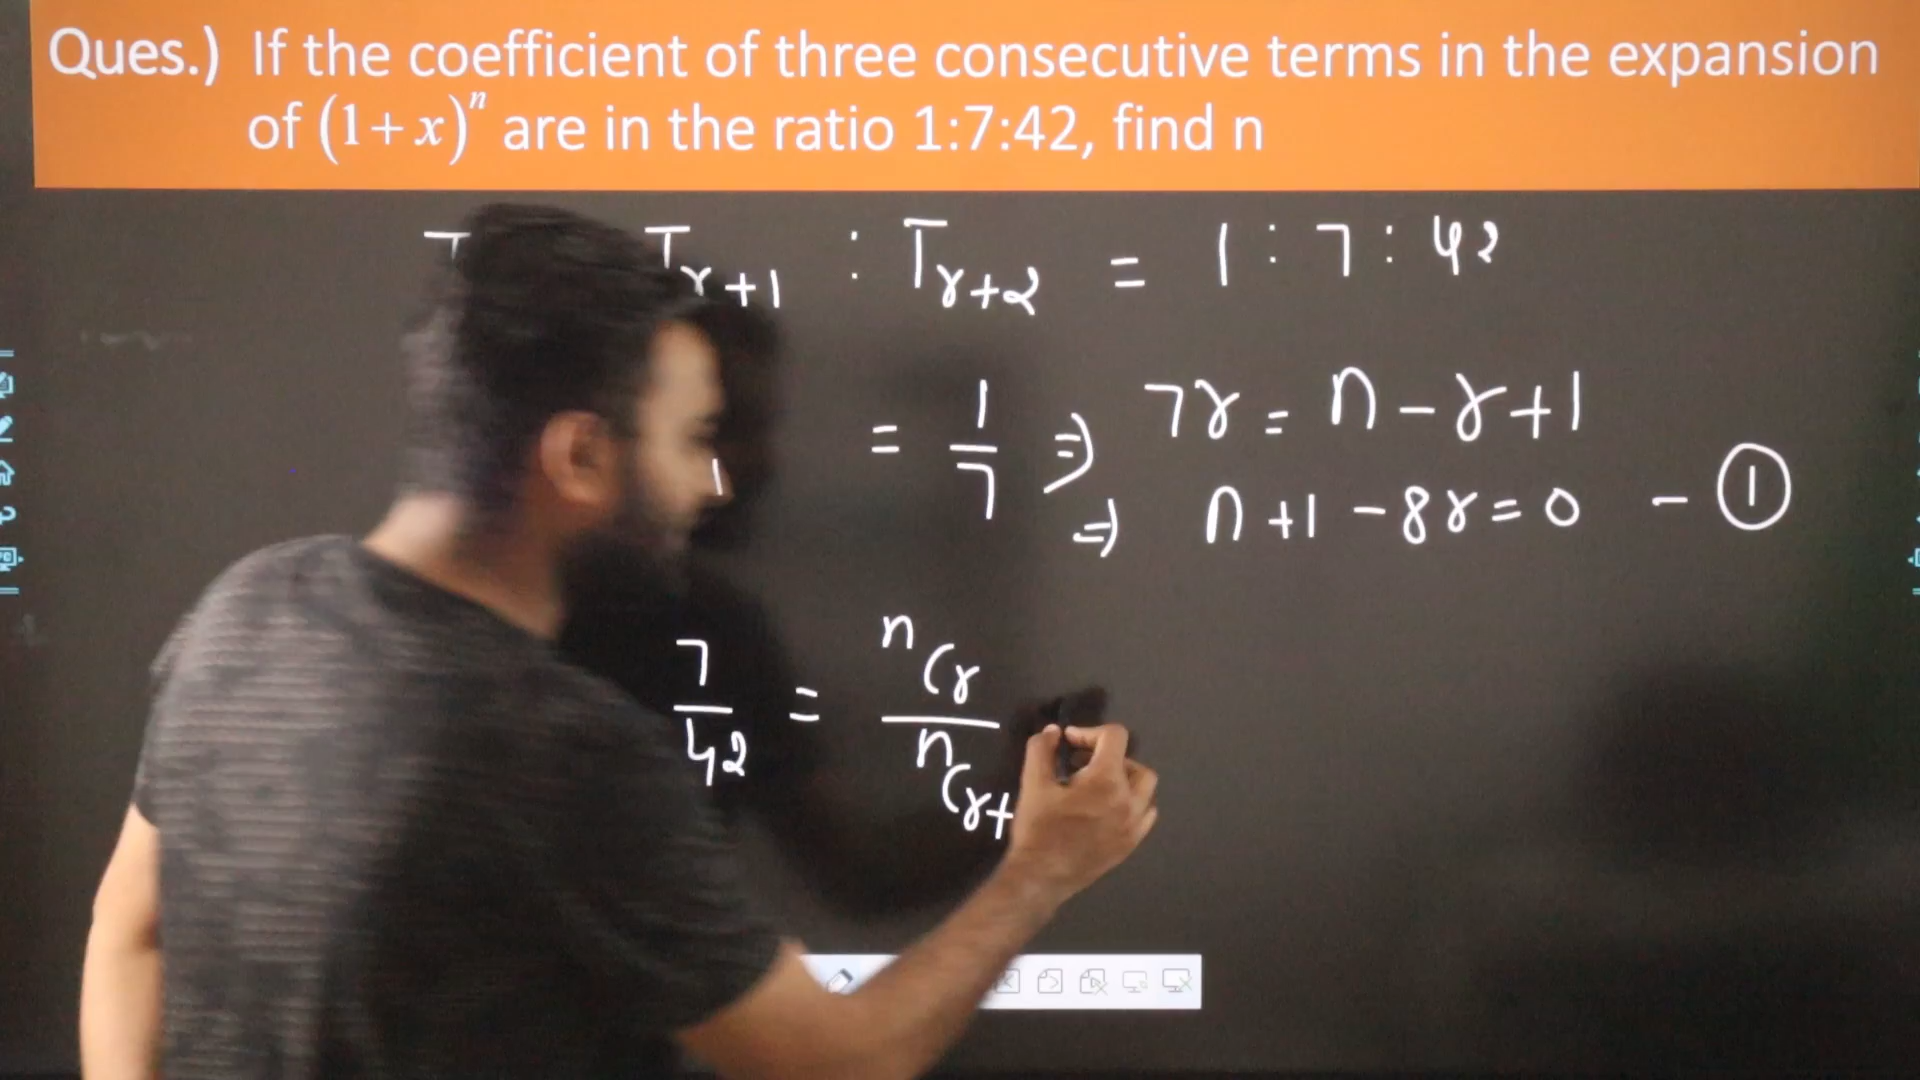 Ques.) If the coefficient of three consecutive terms in the expansion
of (1+x)^n are in the ratio 1:7:42, find n
T_r+1 : T_r+2 = 1 : 7 : 42
= 1/7 ⇒ 7r = n - r + 1
⇒ n + 1 - 8r = 0 - ①
7/42 = nCr / nCr+